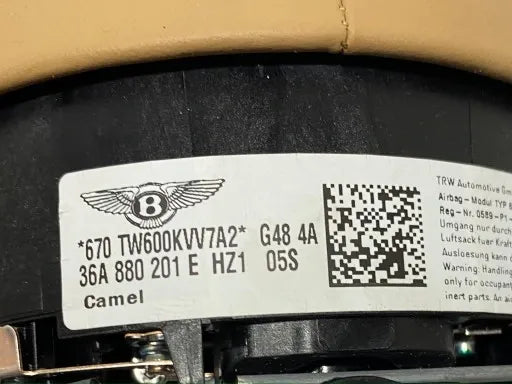 B
*670 TW600KVV7A2* G48 4A
36A 880 201 E HZ1 05S
Camel
TRW Automotive
Airbag-Modul TYP
Reg-Nr. 0589-P1-
Umgang nur durch
Luftsack fuer Kraft
Ausloesung kann
Warning: Handling
only for occupant
inert parts. An